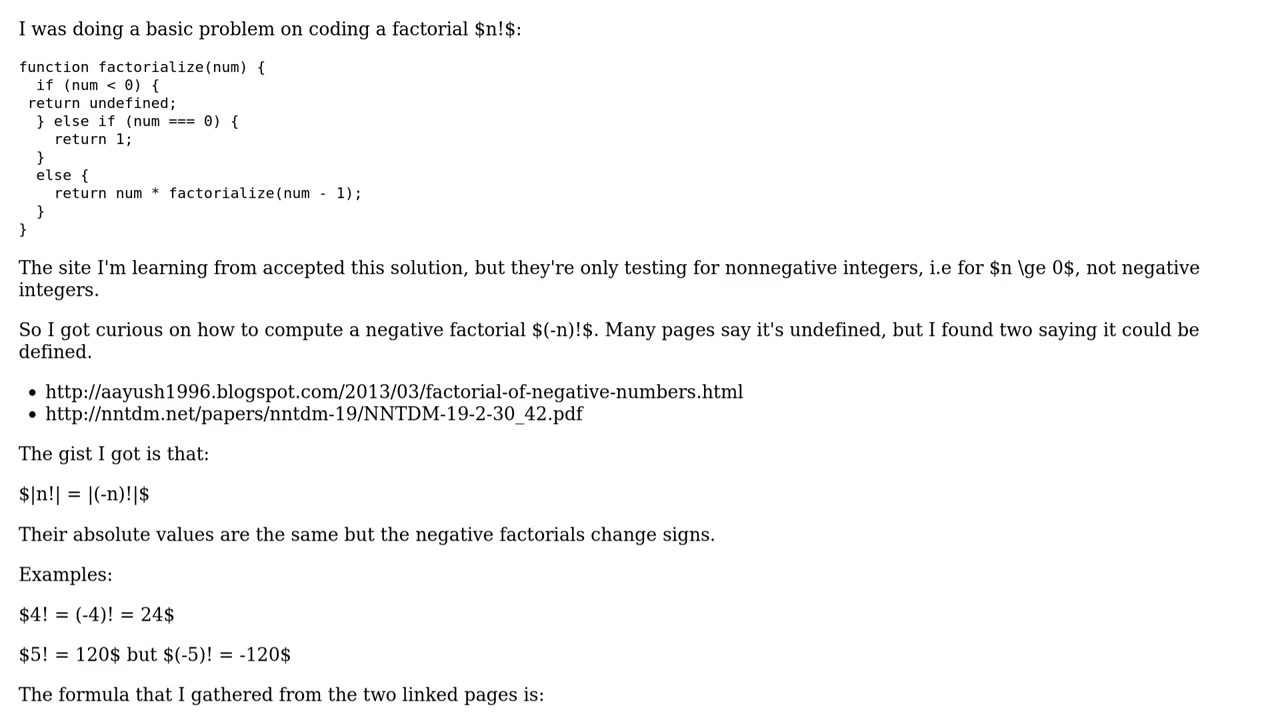 I was doing a basic problem on coding a factorial $n!$:
function factorialize(num) {
  if (num < 0) {
 return undefined;
  } else if (num === 0) {
    return 1;
  }
  else {
    return num * factorialize(num - 1);
  }
}
The site I'm learning from accepted this solution, but they're only testing for nonnegative integers, i.e for $n \ge 0$, not negative
integers.
So I got curious on how to compute a negative factorial $(-n)!$. Many pages say it's undefined, but I found two saying it could be
defined.
• http://aayush1996.blogspot.com/2013/03/factorial-of-negative-numbers.html
• http://nntdm.net/papers/nntdm-19/NNTDM-19-2-30_42.pdf
The gist I got is that:
$|n!| = |(-n)!|$
Their absolute values are the same but the negative factorials change signs.
Examples:
$4! = (-4)! = 24$
$5! = 120$ but $(-5)! = -120$
The formula that I gathered from the two linked pages is: